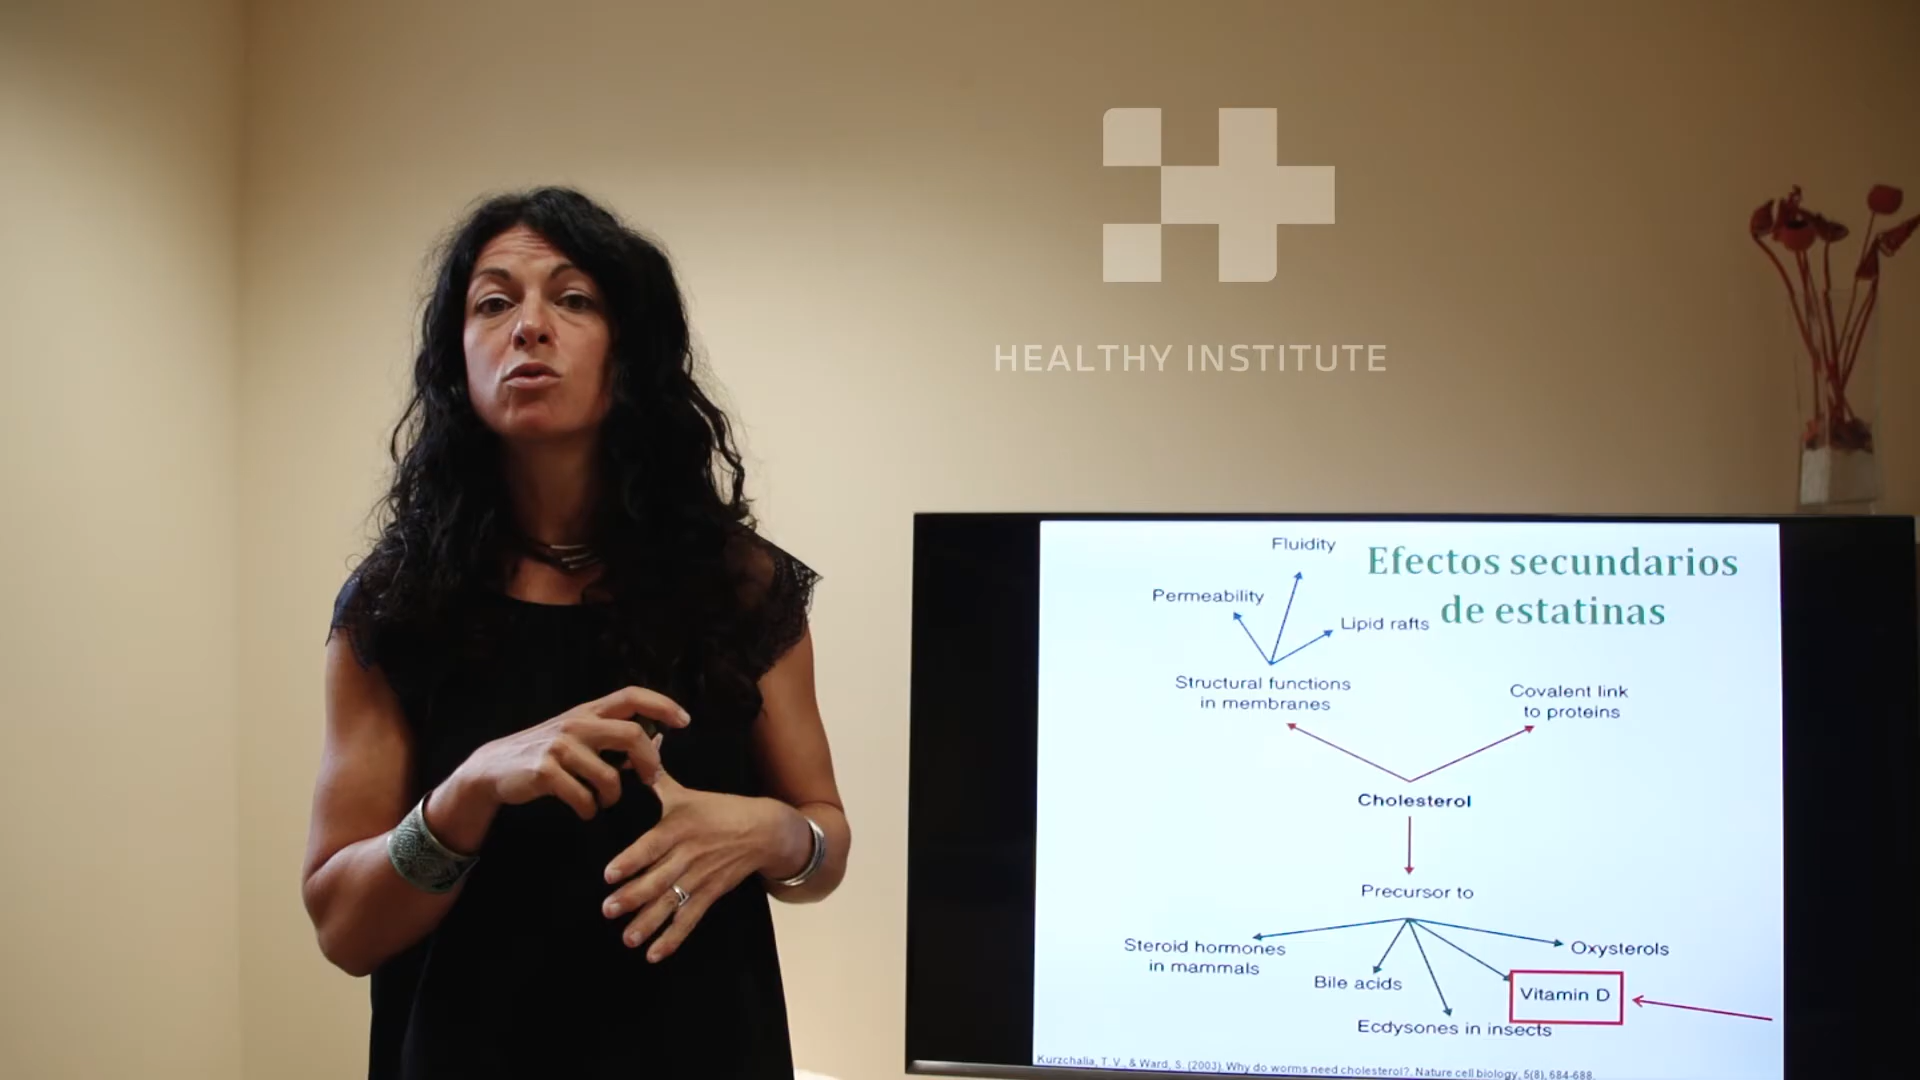 HEALTHY INSTITUTE
Efectos secundarios
de estatinas
Fluidity
Permeability
Lipid rafts
Structural functions
in membranes
Covalent link
to proteins
Cholesterol
Precursor to
Steroid hormones
in mammals
Bile acids
Ecdysones in insects
Vitamin D
Oxysterols
Kurzchalia, T. V., & Ward, S. (2003). Why do worms need cholesterol?. Nature cell biology, 5(8), 684-688.